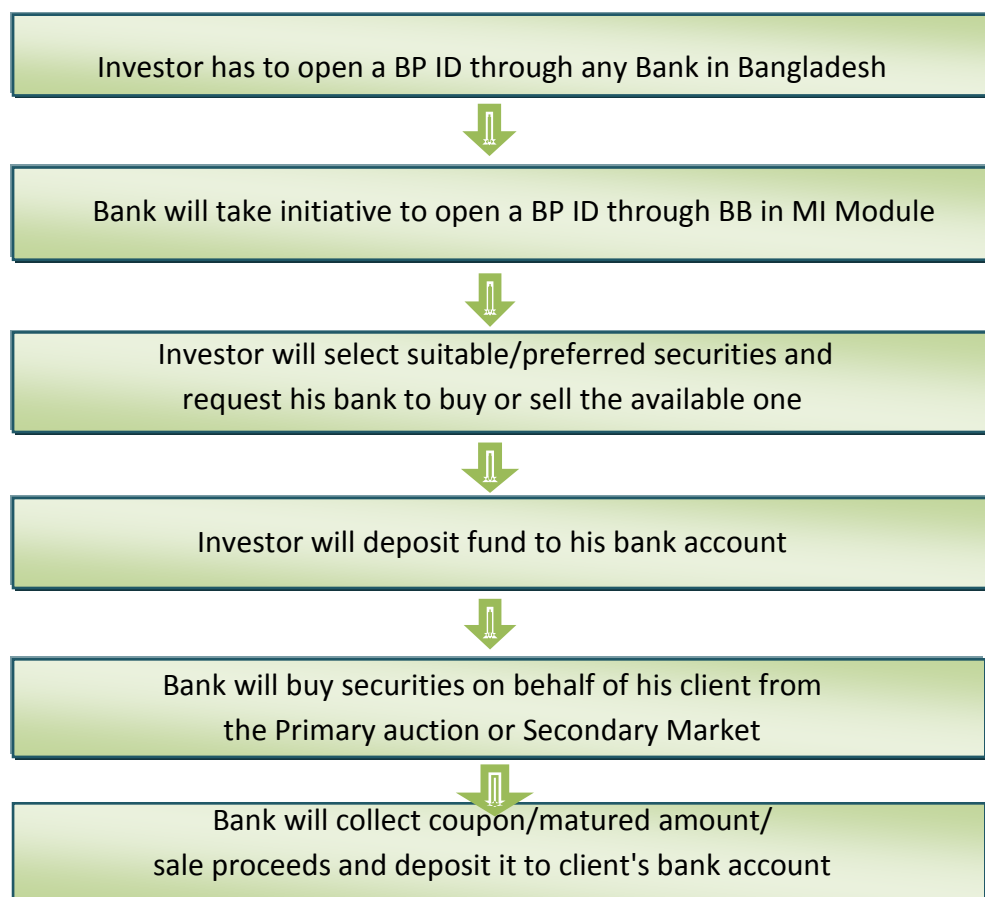 Investor has to open a BP ID through any Bank in Bangladesh
Bank will take initiative to open a BP ID through BB in MI Module
Investor will select suitable/preferred securities and
request his bank to buy or sell the available one
Investor will deposit fund to his bank account
Bank will buy securities on behalf of his client from
the Primary auction or Secondary Market
Bank will collect coupon/matured amount/
sale proceeds and deposit it to client's bank account